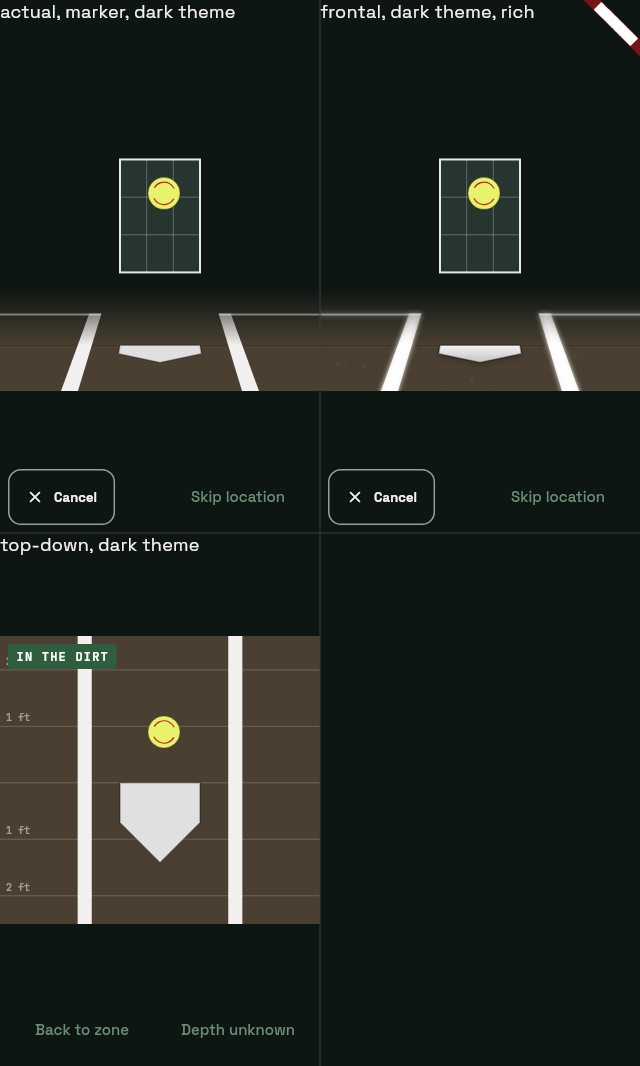 actual, marker, dark theme
frontal, dark theme, rich
Cancel
Skip location
Cancel
Skip location
top-down, dark theme
IN THE DIRT
1 ft
1 ft
2 ft
Back to zone
Depth unknown